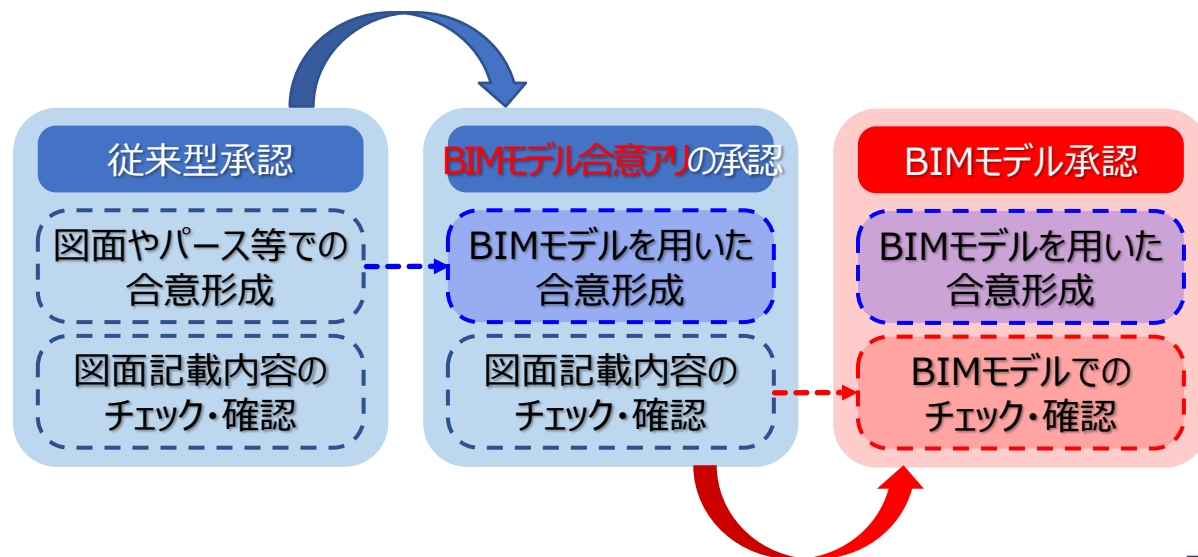 従来型承認
図面やパース等での
合意形成
図面記載内容の
チェック・確認
BIMモデル合意アリの承認
BIMモデルを用いた
合意形成
図面記載内容の
チェック・確認
BIMモデル承認
BIMモデルを用いた
合意形成
BIMモデルでの
チェック・確認